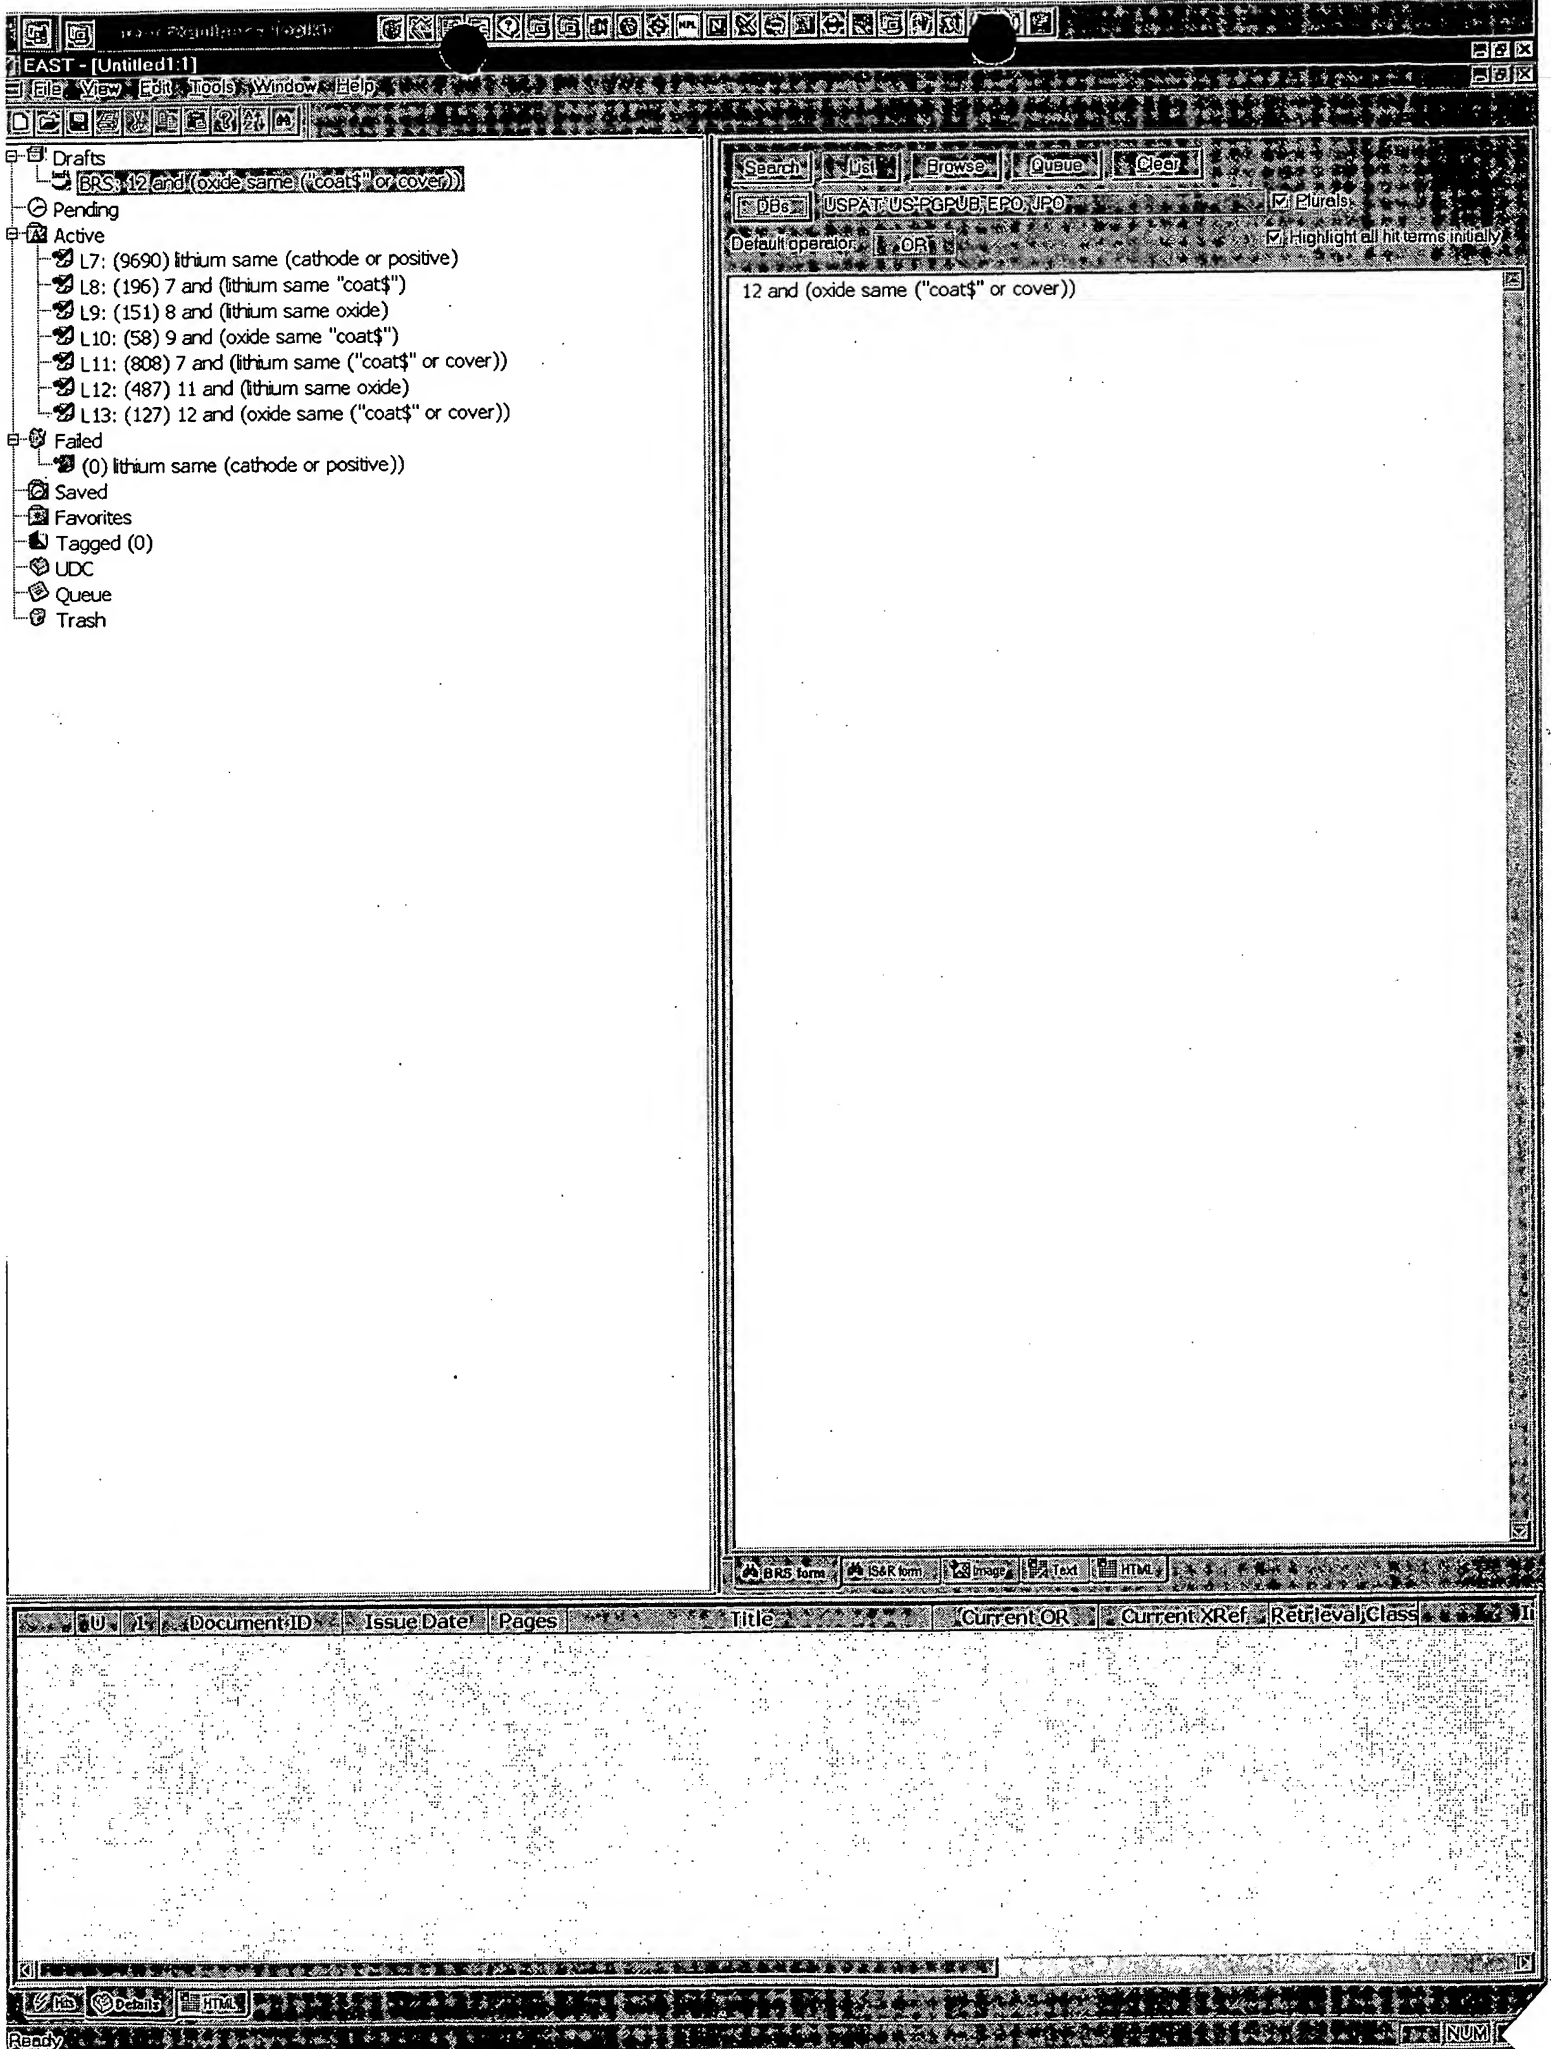 EAST - [Untitled1:1]
File View Edit Tools Window Help
Drafts
BRS: 12 and (oxide same ("coat$" or cover))
Pending
Active
L7: (9690) lithium same (cathode or positive)
L8: (196) 7 and (lithium same "coat$")
L9: (151) 8 and (lithium same oxide)
L10: (58) 9 and (oxide same "coat$")
L11: (808) 7 and (lithium same ("coat$" or cover))
L12: (487) 11 and (lithium same oxide)
L13: (127) 12 and (oxide same ("coat$" or cover))
Failed
(0) lithium same (cathode or positive))
Saved
Favorites
Tagged (0)
UDC
Queue
Trash
Search List Browse Queue Clear
DBs USPAT; US-PGPUB; EPO; JPO Plurals
Default operator: OR Highlight all hit terms initially
12 and (oxide same ("coat$" or cover))
BRS form IS&R form Image Text HTML
U 1 Document ID Issue Date Pages Title Current OR Current XRef Retrieval Class
Hits Details HTML
Ready NUM